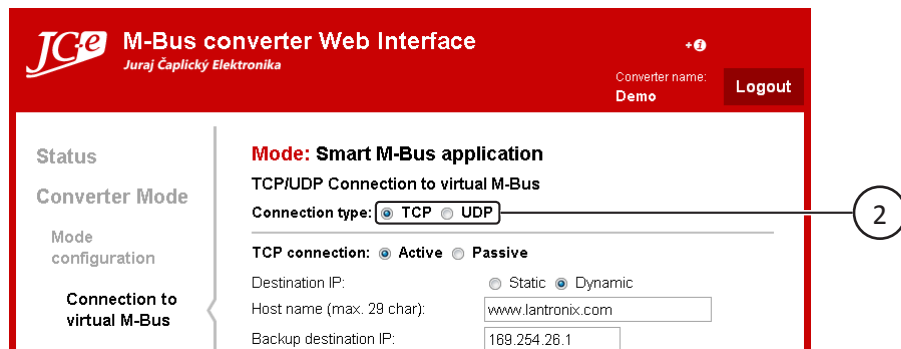 JC-e M-Bus converter Web Interface
Juraj Čaplický Elektronika
+i
Converter name:
Demo
Logout
Status
Converter Mode
Mode
configuration
Connection to
virtual M-Bus
Mode: Smart M-Bus application
TCP/UDP Connection to virtual M-Bus
Connection type: TCP UDP
2
TCP connection: Active Passive
Destination IP: Static Dynamic
Host name (max. 29 char): www.lantronix.com
Backup destination IP: 169.254.26.1